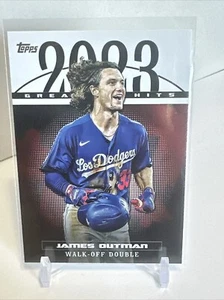 Topps
2023
GREATEST HITS
Los Dodgers
JAMES OUTMAN
WALK-OFF DOUBLE